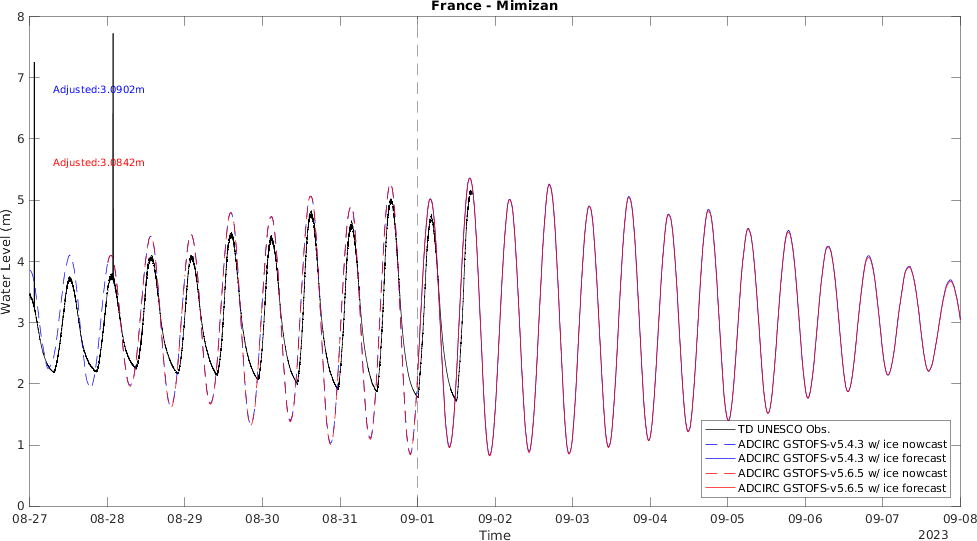 France - Mimizan
8
7
6
5
4
3
2
1
0
Water Level (m)
Adjusted:3.0902m
Adjusted:3.0842m
TD UNESCO Obs.
ADCIRC GSTOFS-v5.4.3 w/ ice nowcast
ADCIRC GSTOFS-v5.4.3 w/ ice forecast
ADCIRC GSTOFS-v5.6.5 w/ ice nowcast
ADCIRC GSTOFS-v5.6.5 w/ ice forecast
08-27 08-28 08-29 08-30 08-31 09-01 09-02 09-03 09-04 09-05 09-06 09-07 09-08
Time
2023